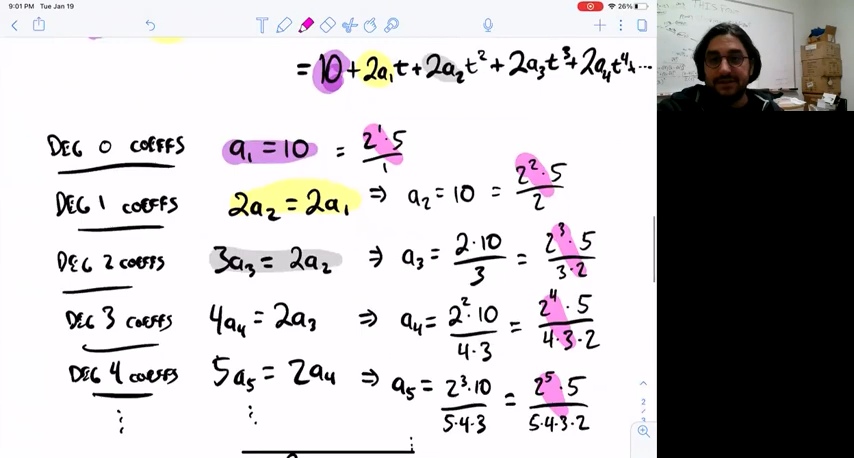 9:01 PM Tue Jan 19 26%
= 10 + 2a₁t + 2a₂t² + 2a₃t³ + 2a₄t⁴ + ...
DEG 0 COEFFS a₁ = 10 = 2¹·5/1
DEG 1 COEFFS 2a₂ = 2a₁ ⇒ a₂ = 10 = 2²·5/2
DEG 2 COEFFS 3a₃ = 2a₂ ⇒ a₃ = 2·10/3 = 2³·5/3·2
DEG 3 COEFFS 4a₄ = 2a₃ ⇒ a₄ = 2²·10/4·3 = 2⁴·5/4·3·2
DEG 4 COEFFS 5a₅ = 2a₄ ⇒ a₅ = 2³·10/5·4·3 = 2⁵·5/5·4·3·2
⋮ ⋮ ⋮